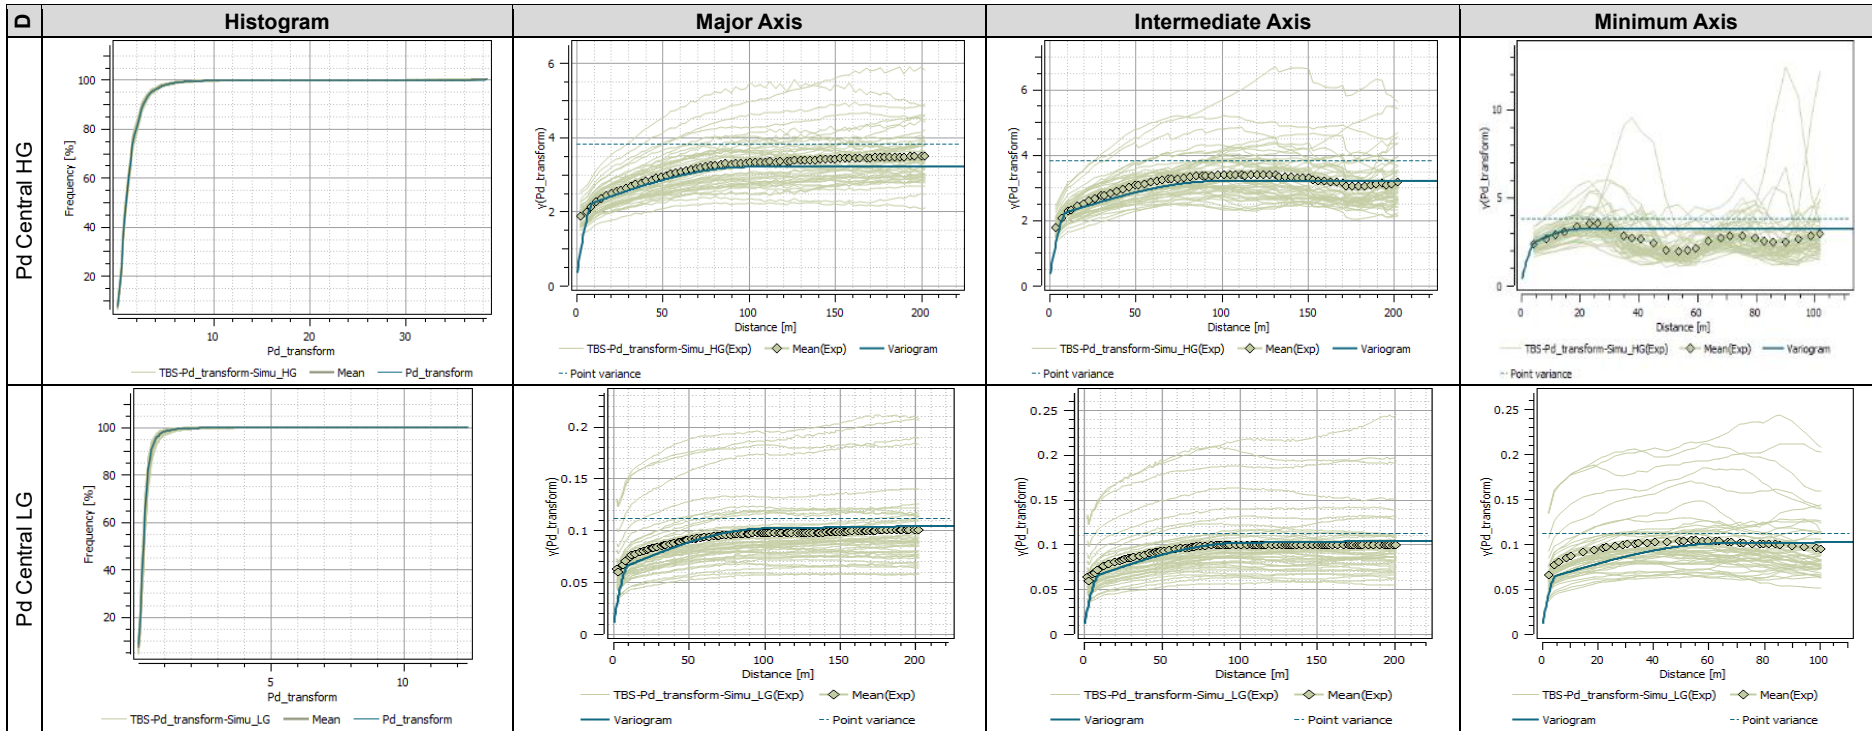 D Histogram Major Axis Intermediate Axis Minimum Axis
Pd Central HG
Frequency [%]
100
80
60
40
20
10 20 30
Pd_transform
TBS-Pd_transform-Simu_HG Mean Pd_transform
γ(Pd_transform)
6
4
2
0
0 50 100 150 200
Distance [m]
TBS-Pd_transform-Simu_HG(Exp) Mean(Exp) Variogram
Point variance
γ(Pd_transform)
6
4
2
0
0 50 100 150 200
Distance [m]
TBS-Pd_transform-Simu_HG(Exp) Mean(Exp) Variogram
Point variance
γ(Pd_transform)
10
5
0
0 20 40 60 80 100
Distance [m]
TBS-Pd_transform-Simu_HG(Exp) Mean(Exp) Variogram
Point variance
Pd Central LG
Frequency [%]
100
80
60
40
20
5 10
Pd_transform
TBS-Pd_transform-Simu_LG Mean Pd_transform
γ(Pd_transform)
0.2
0.15
0.1
0.05
0
0 50 100 150 200
Distance [m]
TBS-Pd_transform-Simu_LG(Exp) Mean(Exp)
Variogram Point variance
γ(Pd_transform)
0.25
0.2
0.15
0.1
0.05
0
0 50 100 150 200
Distance [m]
TBS-Pd_transform-Simu_LG(Exp) Mean(Exp)
Variogram Point variance
γ(Pd_transform)
0.25
0.2
0.15
0.1
0.05
0
0 20 40 60 80 100
Distance [m]
TBS-Pd_transform-Simu_LG(Exp) Mean(Exp)
Variogram Point variance